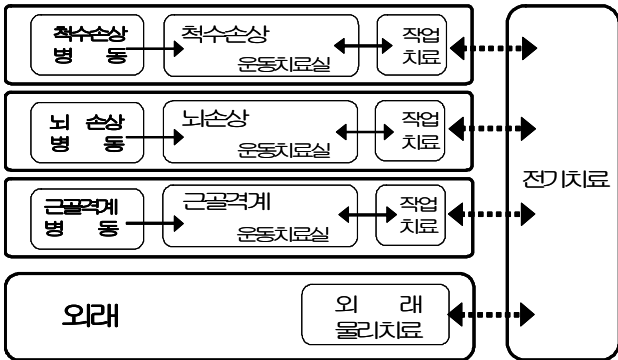 척수손상
병 동
척수손상
운동치료실
작업
치료
뇌 손상
병 동
뇌손상
운동치료실
작업
치료
근골격계
병 동
근골격계
운동치료실
작업
치료
전기치료
외래
외 래
물리치료